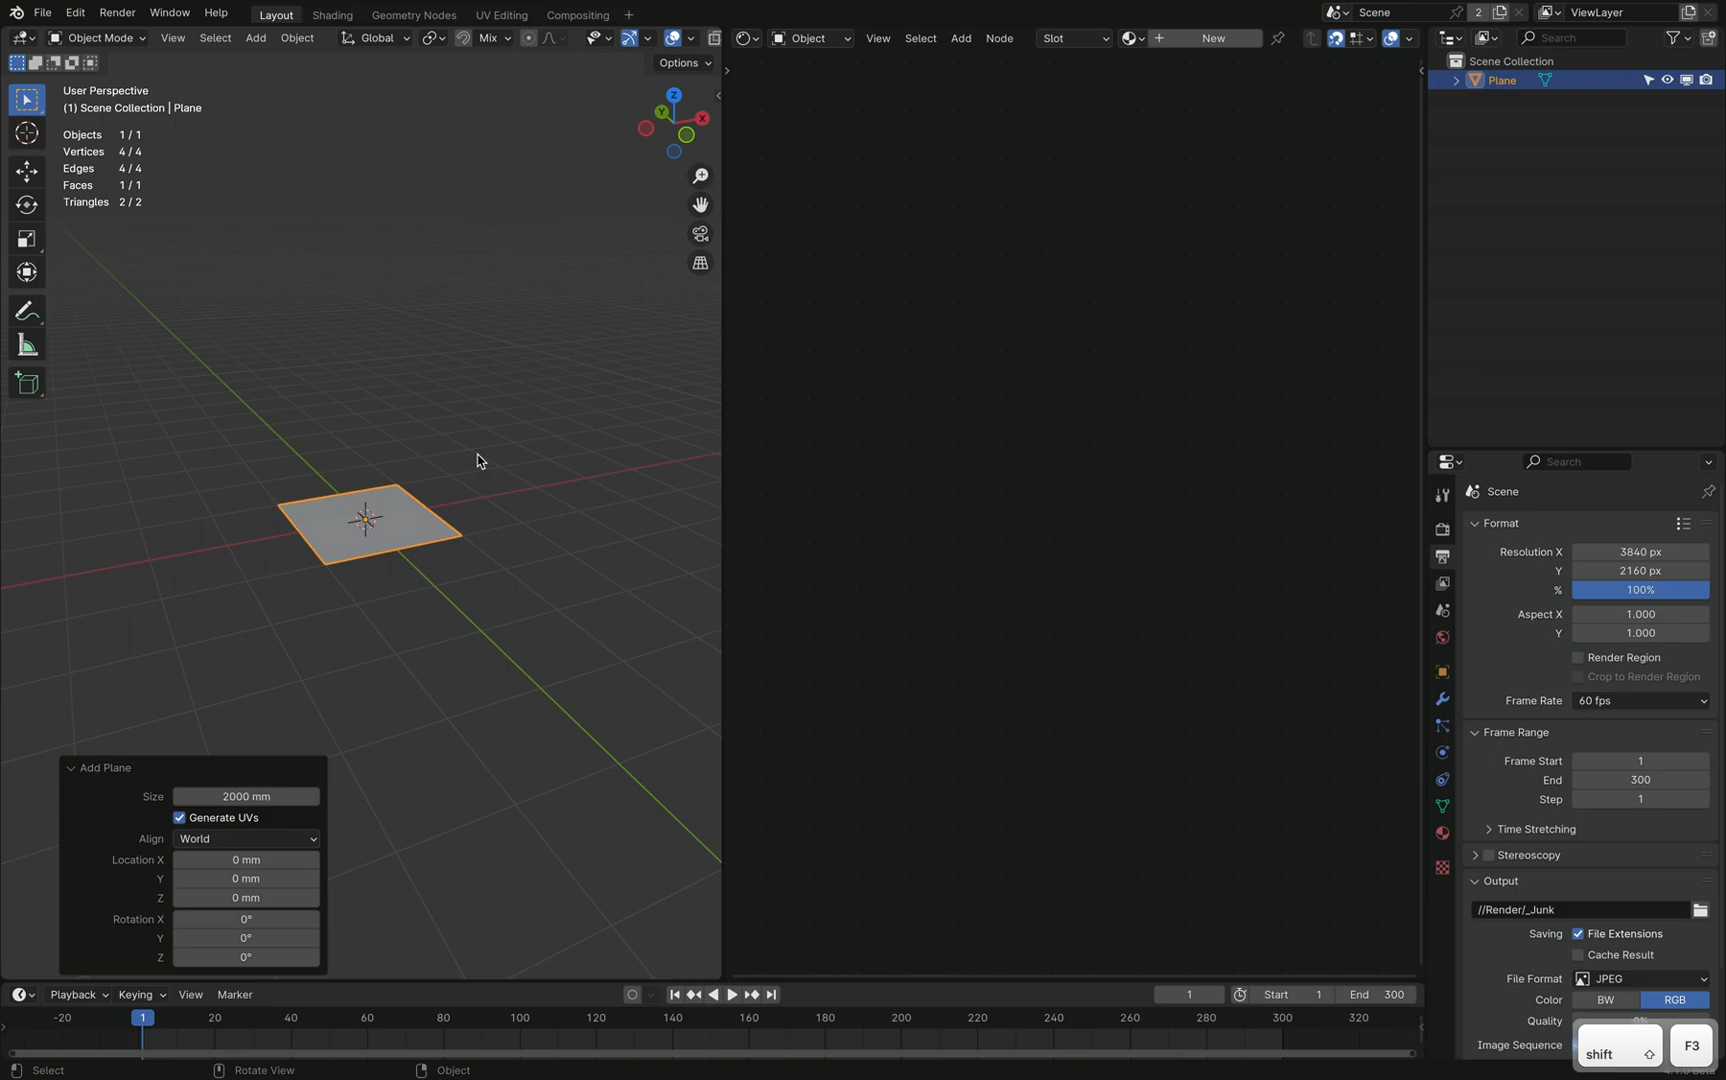 File Edit Render Window Help Layout Shading Geometry Nodes UV Editing Compositing + Scene 2 ViewLayer
Object Mode View Select Add Object Global Mix Object View Select Add Node Slot New Search
Options
User Perspective
(1) Scene Collection | Plane
Objects 1 / 1
Vertices 4 / 4
Edges 4 / 4
Faces 1 / 1
Triangles 2 / 2
Z
Y
X
Add Plane
Size 2000 mm
Generate UVs
Align World
Location X 0 mm
Y 0 mm
Z 0 mm
Rotation X 0°
Y 0°
Z 0°
Scene Collection
Plane
Search
Scene
Format
Resolution X 3840 px
Y 2160 px
% 100%
Aspect X 1.000
Y 1.000
Render Region
Crop to Render Region
Frame Rate 60 fps
Frame Range
Frame Start 1
End 300
Step 1
Time Stretching
Stereoscopy
Output
//Render/_Junk
Saving File Extensions
Cache Result
File Format JPEG
Color BW RGB
Quality
Image Sequence
shift F3
Playback Keying View Marker 1 Start 1 End 300
-20 1 20 40 60 80 100 120 140 160 180 200 220 240 260 280 300 320
Select Rotate View Object